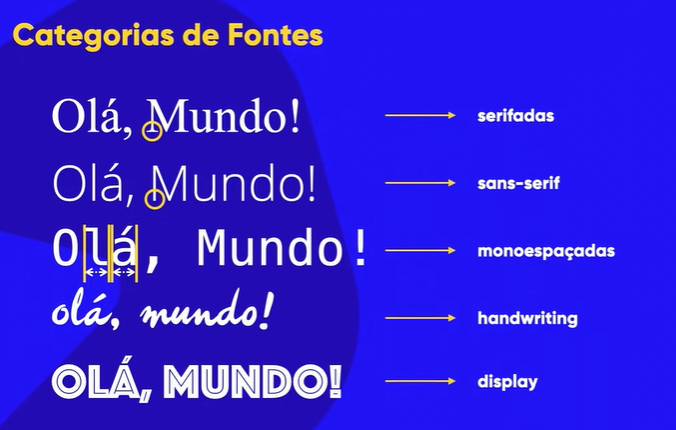 Categorias de Fontes
Olá, Mundo! serifadas
Olá, Mundo! sans-serif
Olá, Mundo! monoespaçadas
olá, mundo! handwriting
OLÁ, MUNDO! display